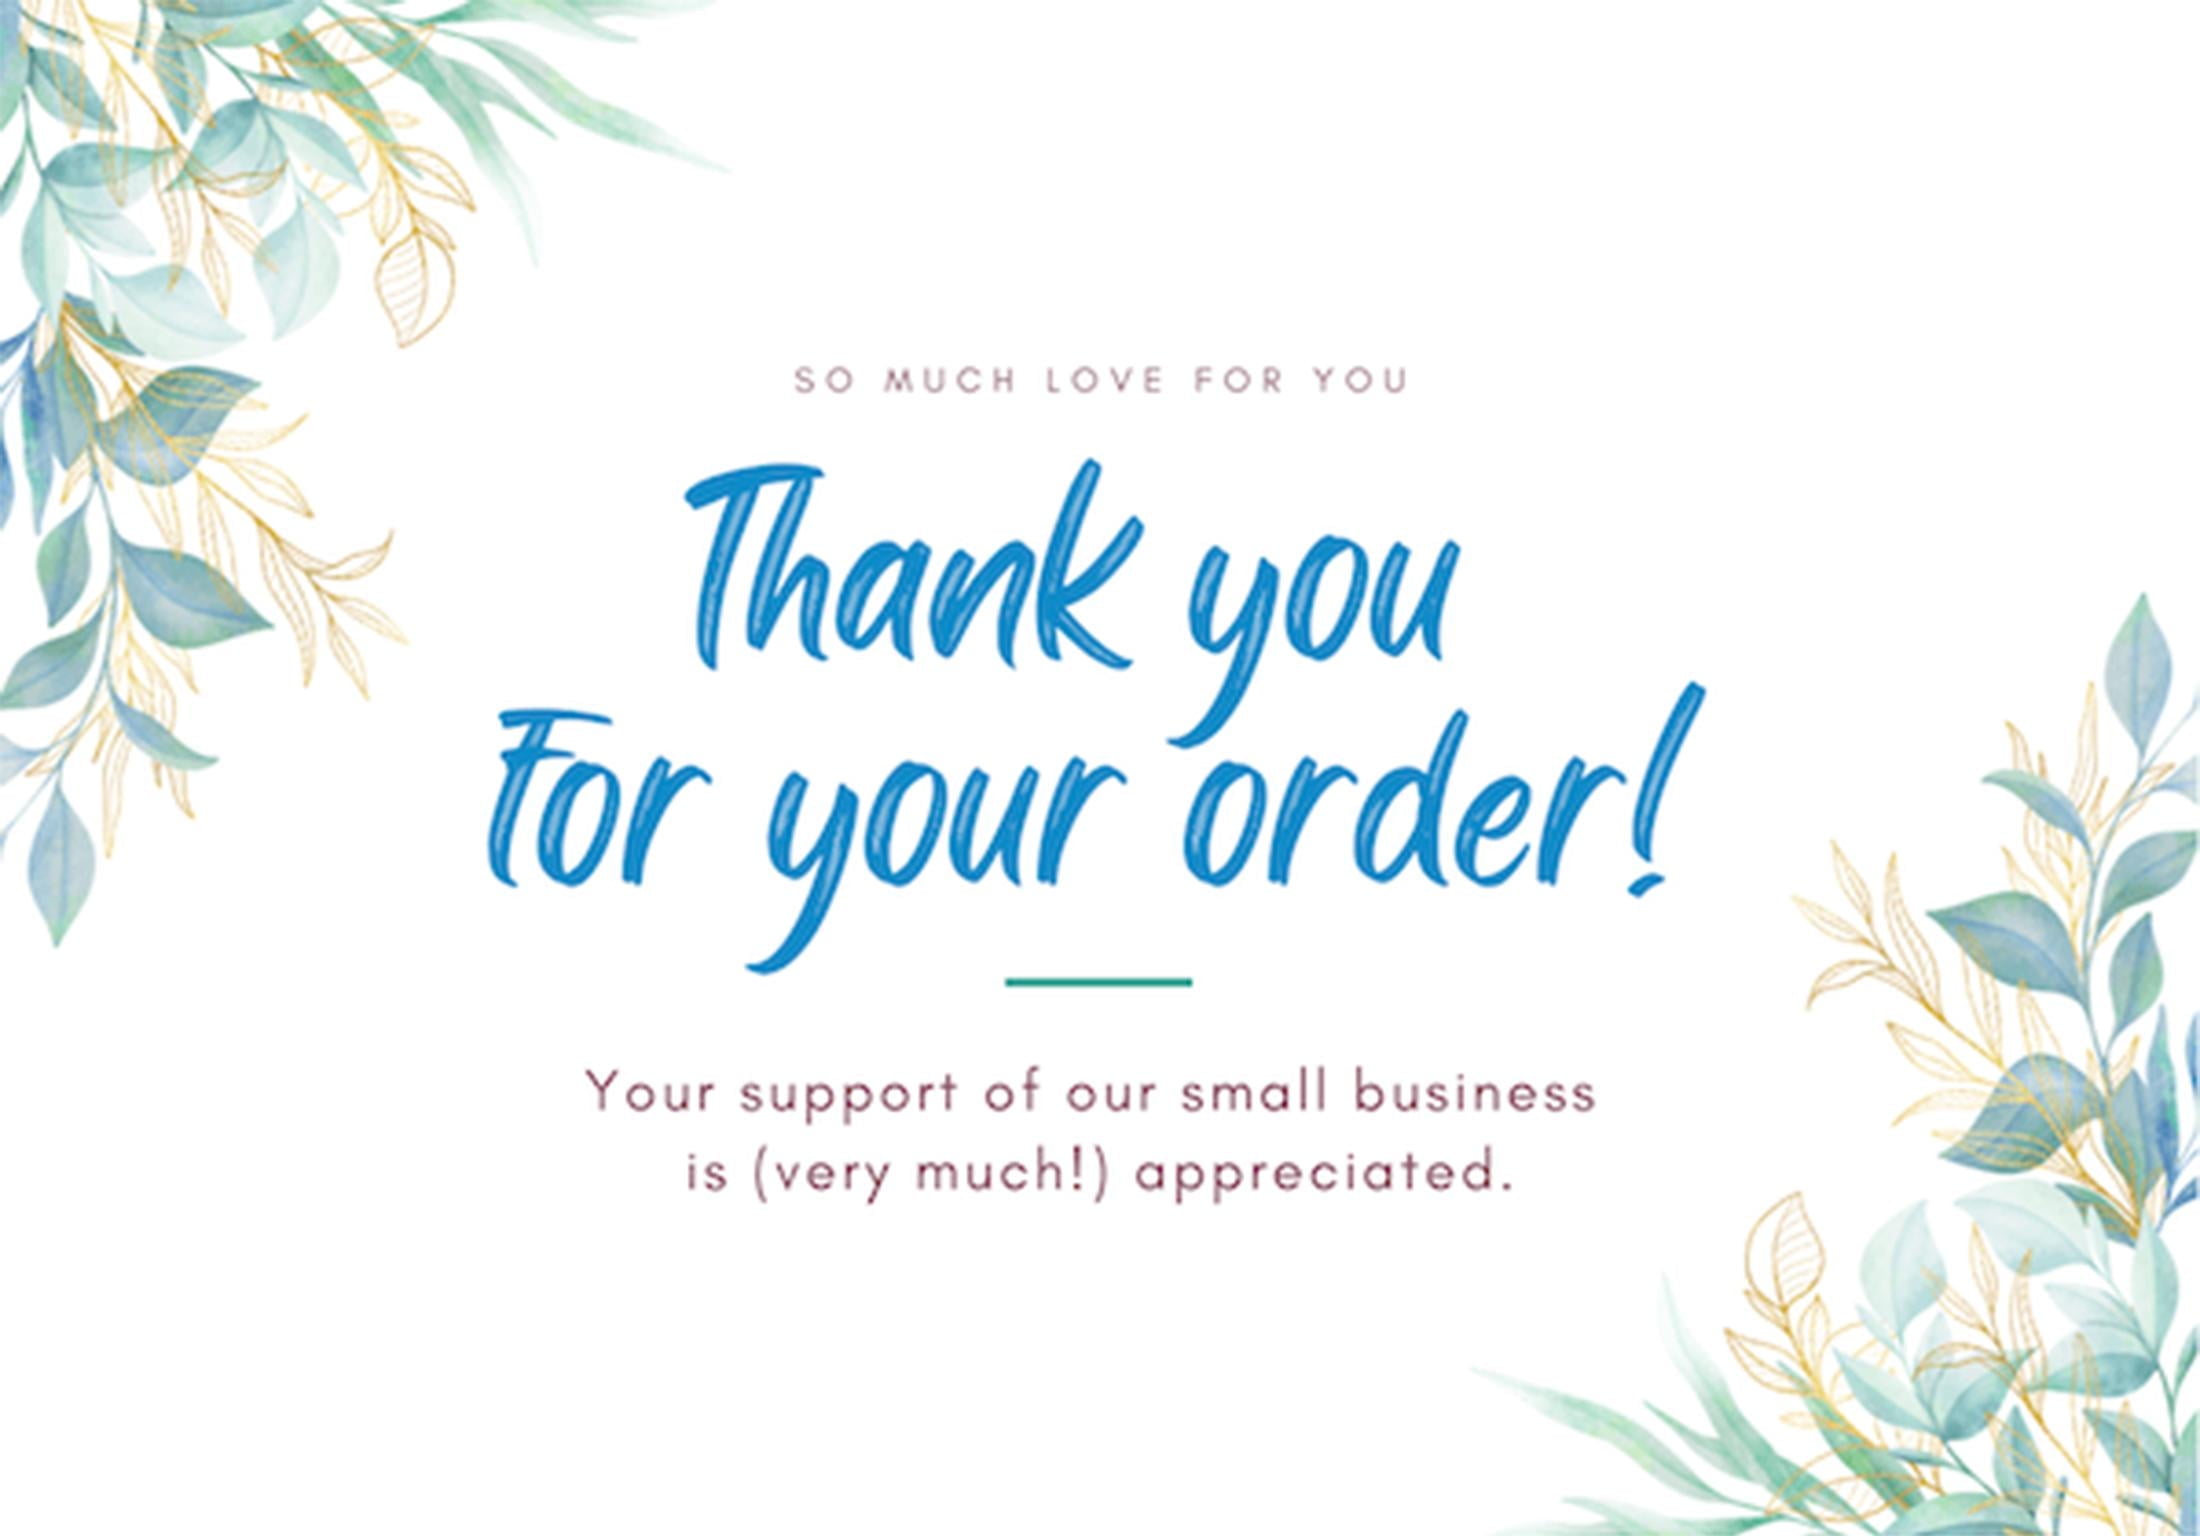 SO MUCH LOVE FOR YOU
Thank you
For your order!
Your support of our small business
is (very much!) appreciated.